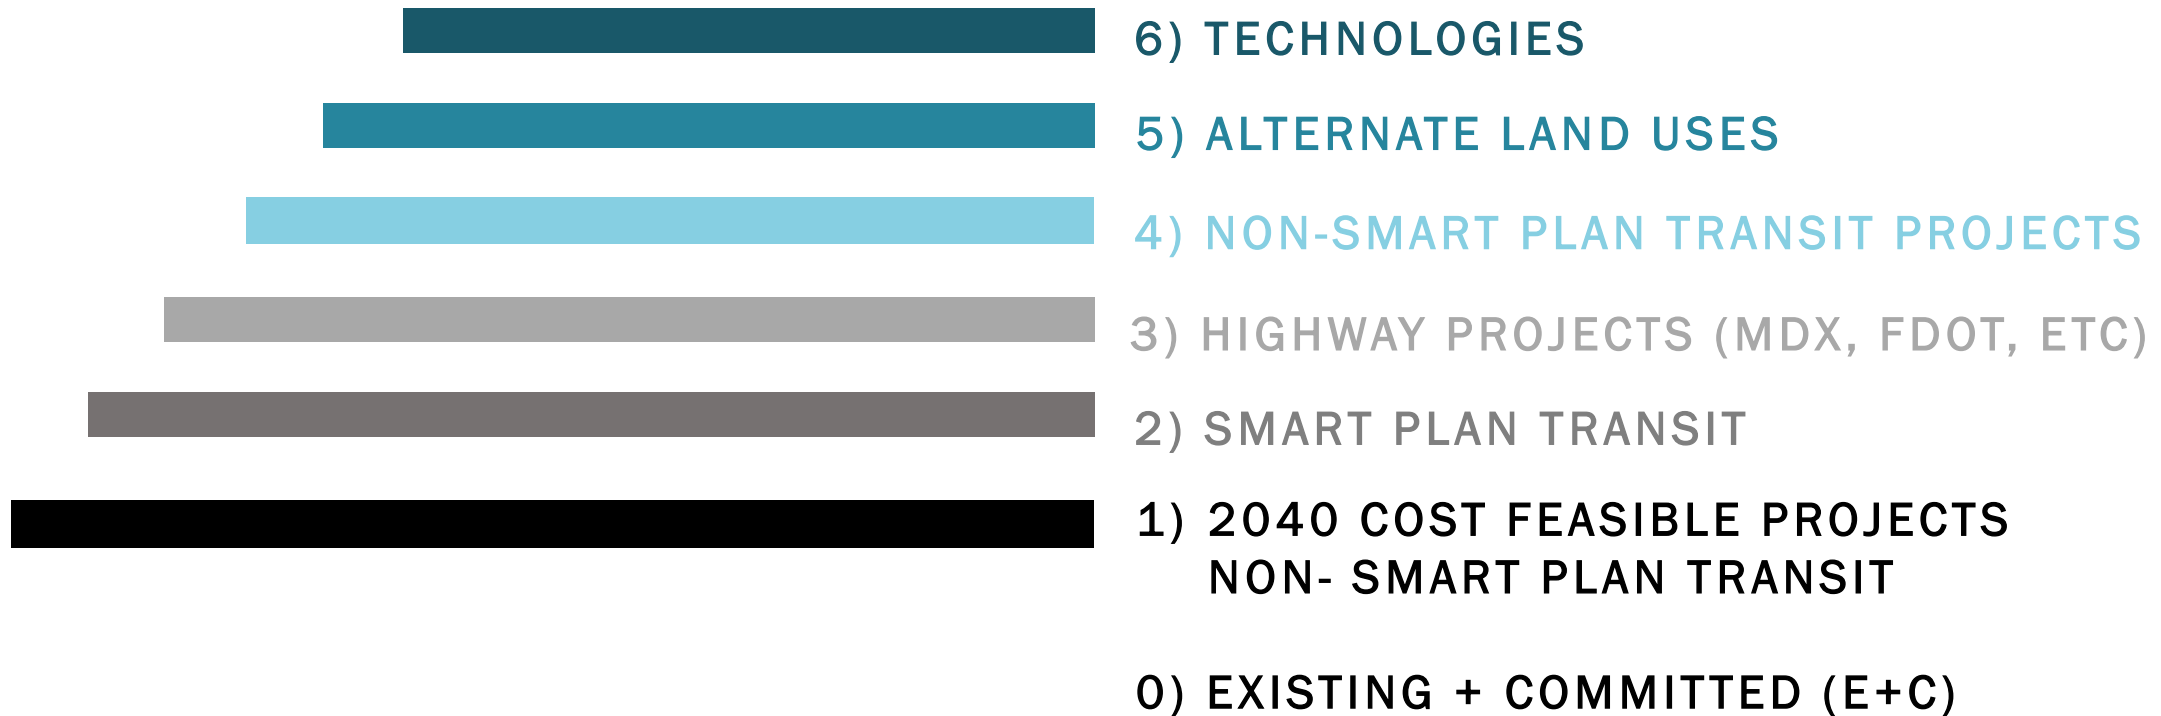 6) TECHNOLOGIES
5) ALTERNATE LAND USES
4) NON-SMART PLAN TRANSIT PROJECTS
3) HIGHWAY PROJECTS (MDX, FDOT, ETC)
2) SMART PLAN TRANSIT
1) 2040 COST FEASIBLE PROJECTS
NON- SMART PLAN TRANSIT
0) EXISTING + COMMITTED (E+C)